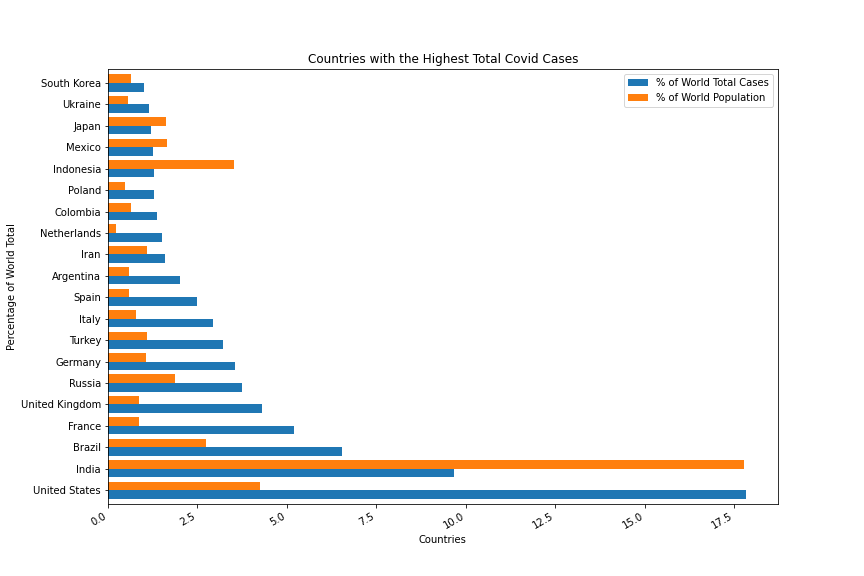 Countries with the Highest Total Covid Cases
% of World Total Cases
% of World Population
Percentage of World Total
South Korea
Ukraine
Japan
Mexico
Indonesia
Poland
Colombia
Netherlands
Iran
Argentina
Spain
Italy
Turkey
Germany
Russia
United Kingdom
France
Brazil
India
United States
0.0 2.5 5.0 7.5 10.0 12.5 15.0 17.5
Countries